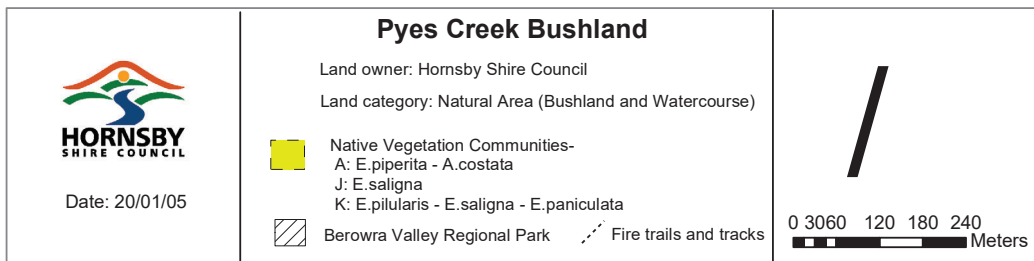 HORNSBY
SHIRE COUNCIL
Date: 20/01/05
Pyes Creek Bushland
Land owner: Hornsby Shire Council
Land category: Natural Area (Bushland and Watercourse)
Native Vegetation Communities-
A: E.piperita - A.costata
J: E.saligna
K: E.pilularis - E.saligna - E.paniculata
Berowra Valley Regional Park
Fire trails and tracks
0 30 60 120 180 240
Meters